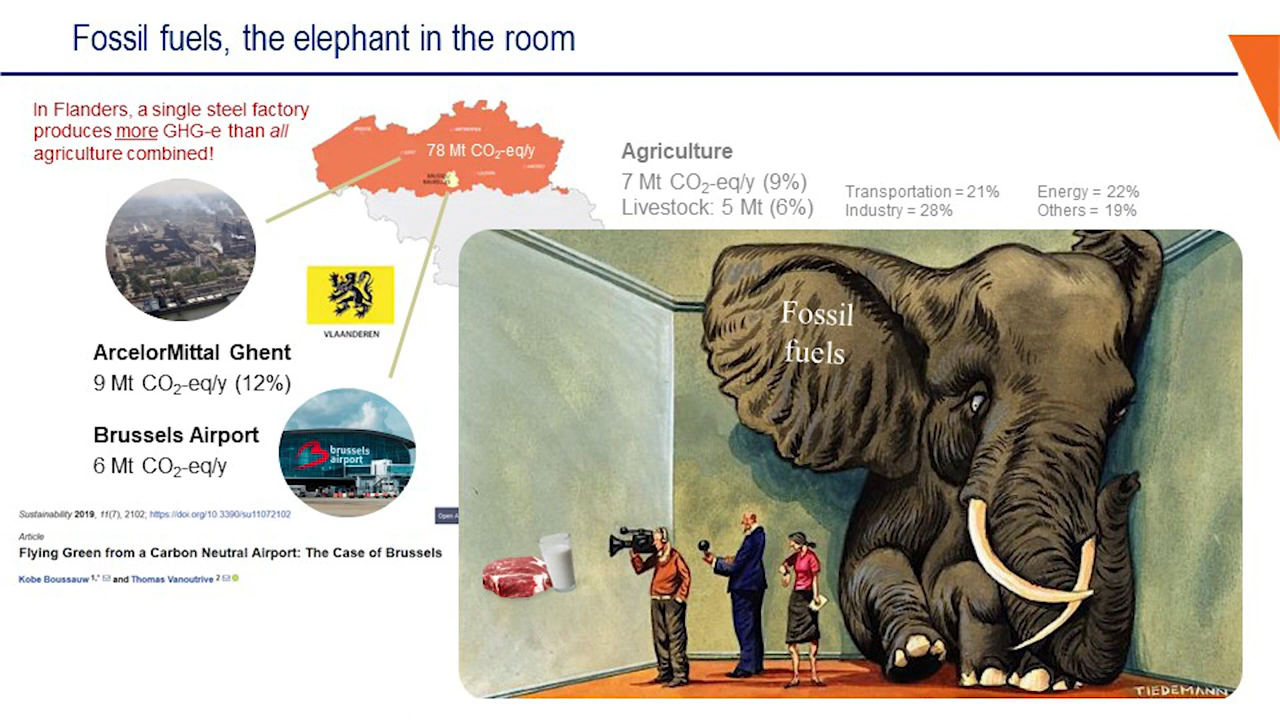 Fossil fuels, the elephant in the room
In Flanders, a single steel factory
produces more GHG-e than all
agriculture combined!
78 Mt CO₂-eq/y
Agriculture
7 Mt CO₂-eq/y (9%)
Livestock: 5 Mt (6%)
Transportation = 21%
Industry = 28%
Energy = 22%
Others = 19%
VLAANDEREN
ArcelorMittal Ghent
9 Mt CO₂-eq/y (12%)
Brussels Airport
6 Mt CO₂-eq/y
brussels
airport
Sustainability 2019, 11(7), 2102; https://doi.org/10.3390/su11072102
Open A
Article
Flying Green from a Carbon Neutral Airport: The Case of Brussels
Kobe Boussauw 1,* and Thomas Vanoutrive 2
Fossil
fuels
TIEDEMANN